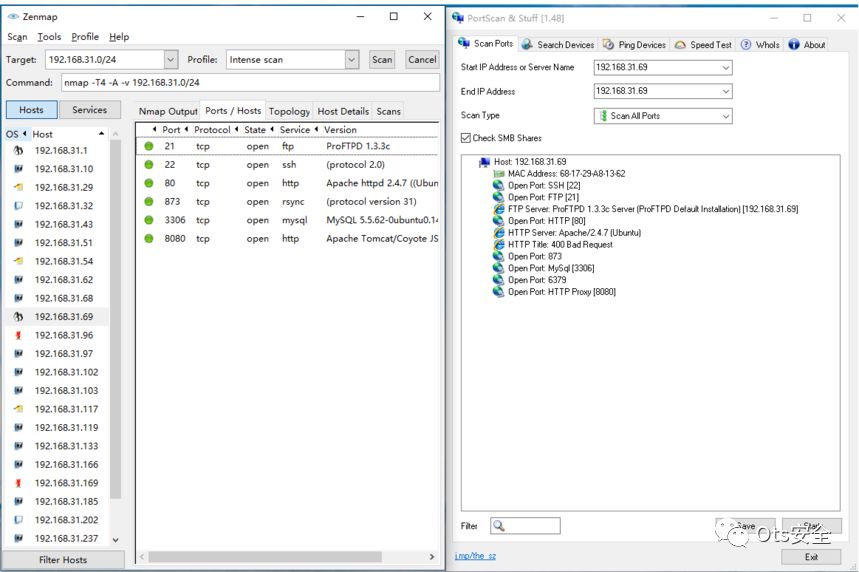 Zenmap
Scan Tools Profile Help
Target: 192.168.31.0/24 Profile: Intense scan Scan Cancel
Command: nmap -T4 -A -v 192.168.31.0/24
Hosts Services
Nmap Output Ports / Hosts Topology Host Details Scans
OS Host
192.168.31.1
192.168.31.10
192.168.31.29
192.168.31.32
192.168.31.43
192.168.31.51
192.168.31.54
192.168.31.62
192.168.31.68
192.168.31.69
192.168.31.96
192.168.31.97
192.168.31.102
192.168.31.103
192.168.31.117
192.168.31.119
192.168.31.133
192.168.31.166
192.168.31.169
192.168.31.185
192.168.31.202
192.168.31.237
Filter Hosts
Port Protocol State Service Version
21 tcp open ftp ProFTPD 1.3.3c
22 tcp open ssh (protocol 2.0)
80 tcp open http Apache httpd 2.4.7 ((Ubun
873 tcp open rsync (protocol version 31)
3306 tcp open mysql MySQL 5.5.62-0ubuntu0.14
8080 tcp open http Apache Tomcat/Coyote JS
PortScan & Stuff [1.48]
Scan Ports Search Devices Ping Devices Speed Test WhoIs About
Start IP Address or Server Name 192.168.31.69
End IP Address 192.168.31.69
Scan Type Scan All Ports
Check SMB Shares
Host: 192.168.31.69
MAC Address: 68-17-29-A8-13-62
Open Port: SSH [22]
Open Port: FTP [21]
FTP Server: ProFTPD 1.3.3c Server (ProFTPD Default Installation) [192.168.31.69]
Open Port: HTTP [80]
HTTP Server: Apache/2.4.7 (Ubuntu)
HTTP Title: 400 Bad Request
Open Port: 873
Open Port: MySql [3306]
Open Port: 6379
Open Port: HTTP Proxy [8080]
Filter Save Start
Ots安全
Exit